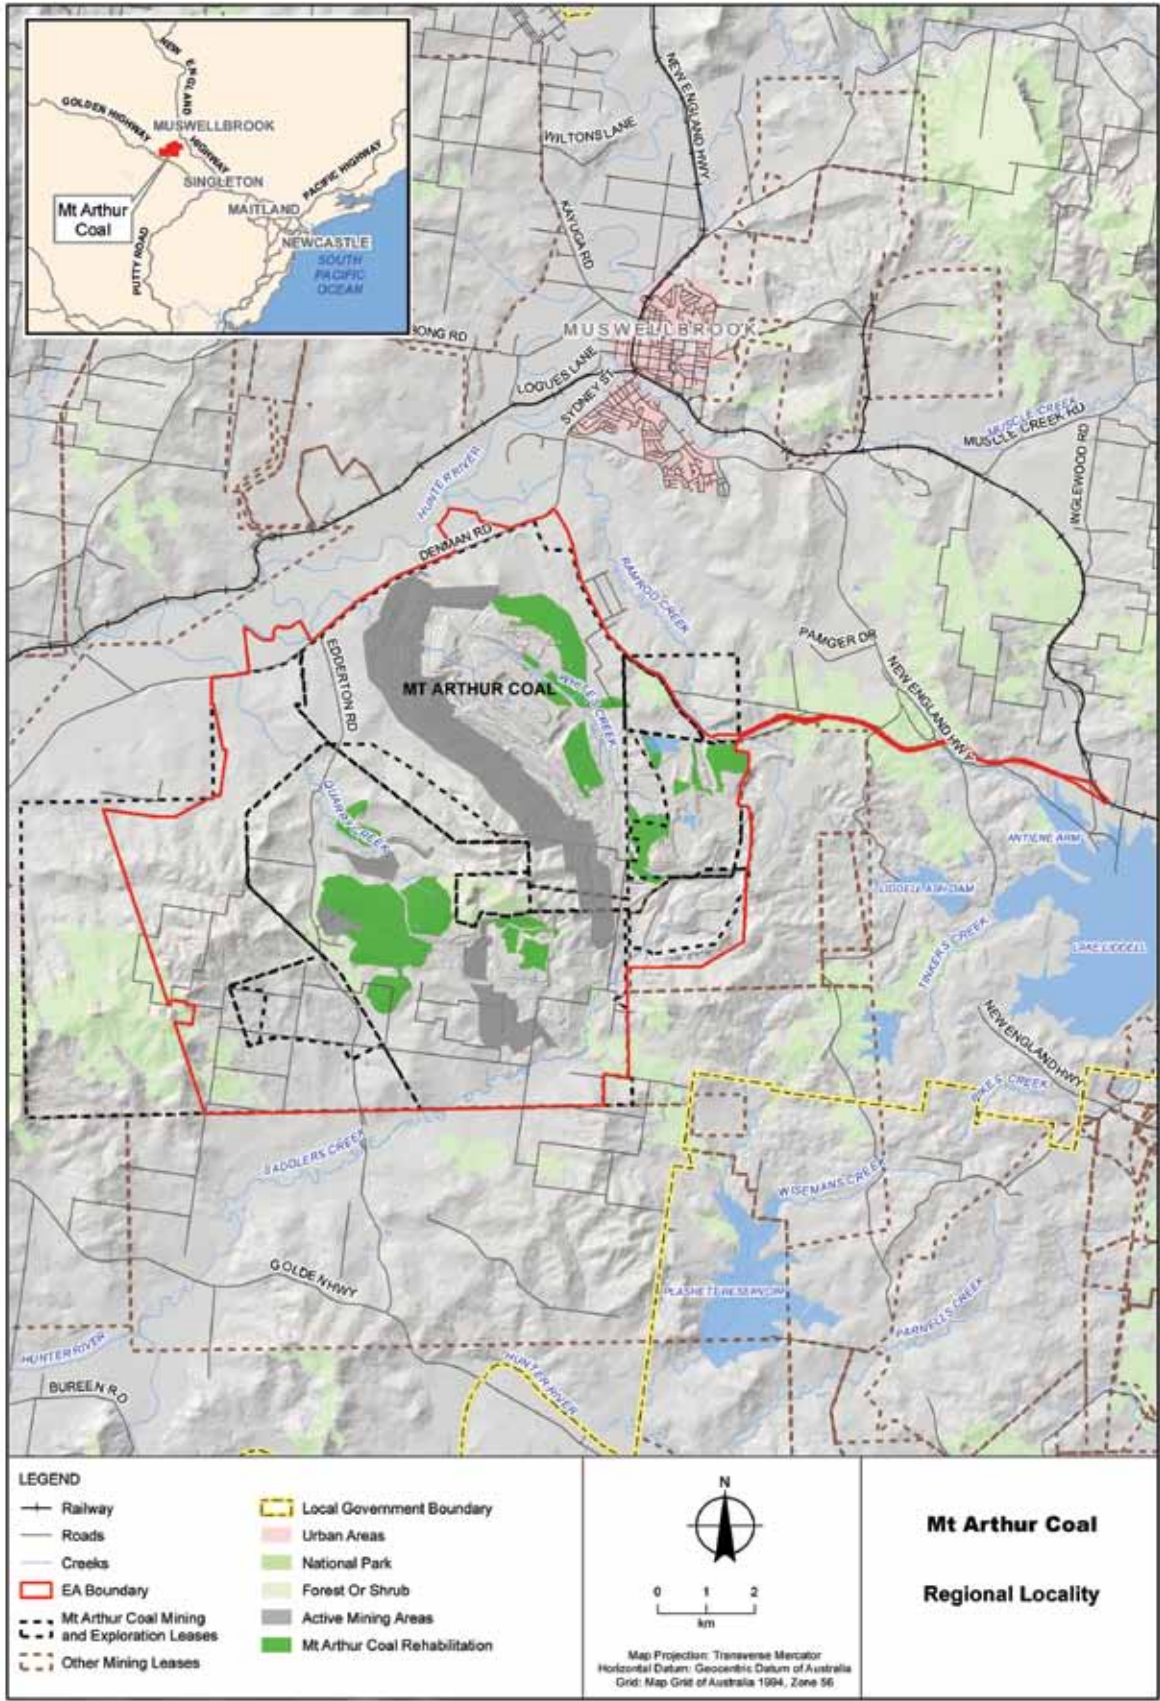 NEW
ENGLAND
HIGHWAY
GOLDEN HIGHWAY
MUSWELLBROOK
SINGLETON
PACIFIC HIGHWAY
Mt Arthur
Coal
MAITLAND
PUTTY ROAD
NEWCASTLE
SOUTH
PACIFIC
OCEAN
NEW ENGLAND HWY
WILTONS LANE
KAYUGA RD
MUSWELLBROOK
BONG RD
LOGUES LANE
SYDNEY ST
MUSCLE CREEK
MUSCLE CREEK RD
INGLEWOOD RD
HUNTER RIVER
DENMAN RD
RAMROD CREEK
PAMGER DR
EDDERTON RD
MT ARTHUR COAL
WHITES CREEK
NEW ENGLAND HWY
QUARRY CREEK
ANTIENE ARM
LIDDELL ASH DAM
TINKERS CREEK
LAKE LIDDELL
NEW ENGLAND HWY
PIKES CREEK
SADDLERS CREEK
WISEMANS CREEK
GOLDEN HWY
PLASHETT RESERVOIR
PARNELLS CREEK
HUNTER RIVER
HUNTER RIVER
BUREEN RD
LEGEND
Railway
Roads
Creeks
EA Boundary
Mt Arthur Coal Mining
and Exploration Leases
Other Mining Leases
Local Government Boundary
Urban Areas
National Park
Forest Or Shrub
Active Mining Areas
Mt Arthur Coal Rehabilitation
N
0 1 2
km
Map Projection: Transverse Mercator
Horizontal Datum: Geocentric Datum of Australia
Grid: Map Grid of Australia 1994, Zone 56
Mt Arthur Coal
Regional Locality